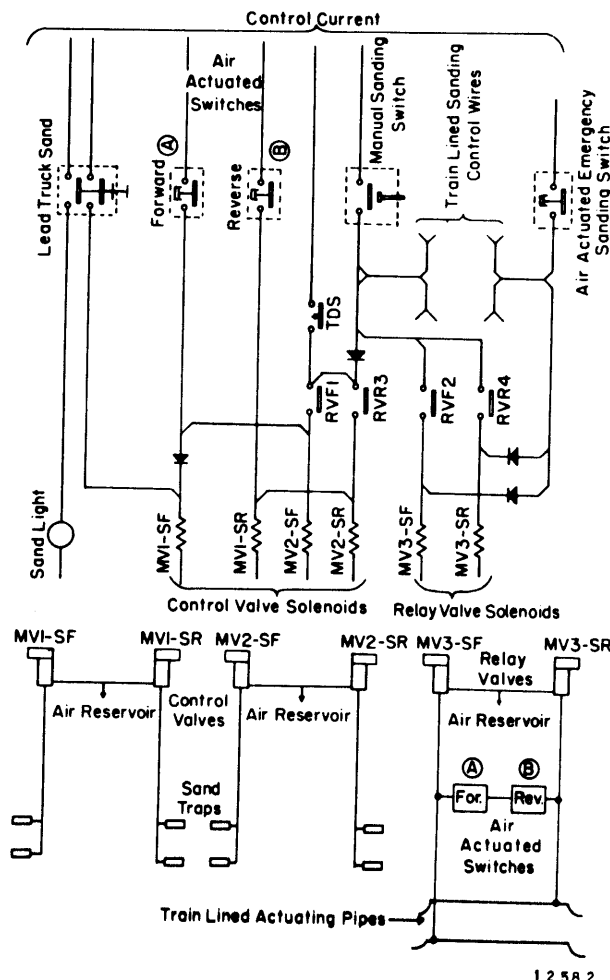 Control Current
Air
Actuated
Switches
Lead Truck Sand
Forward
A
Reverse
B
Manual Sanding
Switch
Train Lined Sanding
Control Wires
Air Actuated Emergency
Sanding Switch
TDS
RVF1
RVR3
RVF2
RVR4
Sand Light
MV1-SF
MV1-SR
MV2-SF
MV2-SR
MV3-SF
MV3-SR
Control Valve Solenoids
Relay Valve Solenoids
MV1-SF
MV1-SR
MV2-SF
MV2-SR
MV3-SF
MV3-SR
Air Reservoir
Control
Valves
Air Reservoir
Relay
Valves
Air Reservoir
Sand
Traps
A
B
For.
Rev.
Air
Actuated
Switches
Train Lined Actuating Pipes
12582